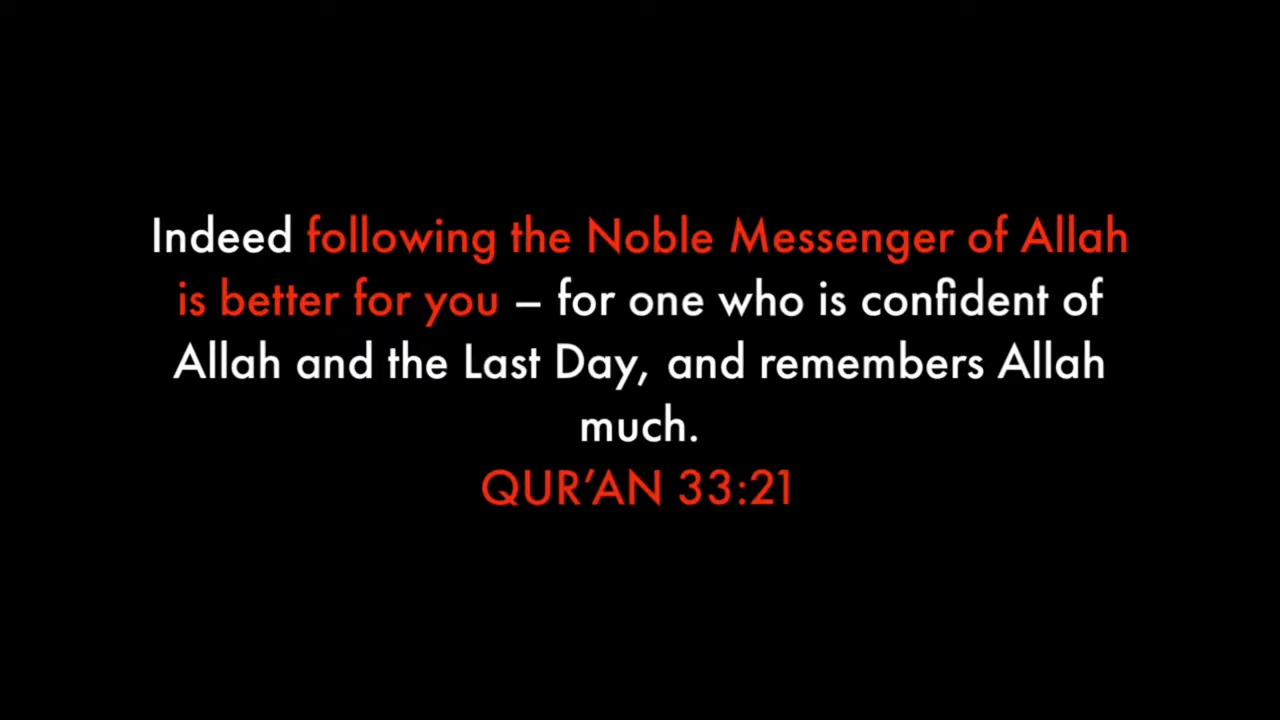 Indeed following the Noble Messenger of Allah
is better for you – for one who is confident of
Allah and the Last Day, and remembers Allah
much.
QUR’AN 33:21